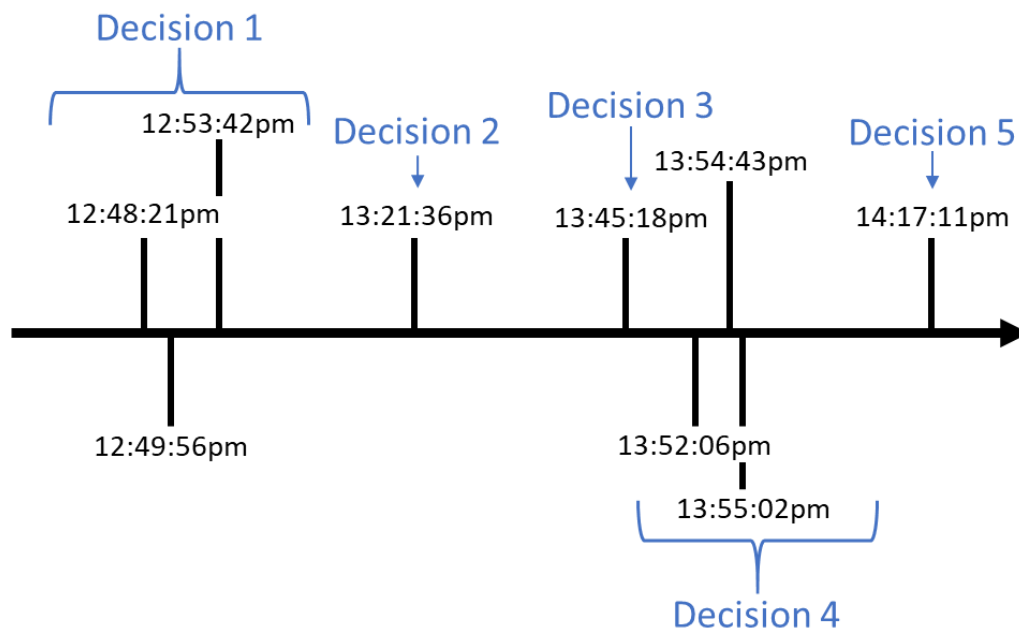 Decision 1
12:53:42pm
Decision 2
Decision 3
Decision 5
13:54:43pm
12:48:21pm
13:21:36pm
13:45:18pm
14:17:11pm
12:49:56pm
13:52:06pm
13:55:02pm
Decision 4